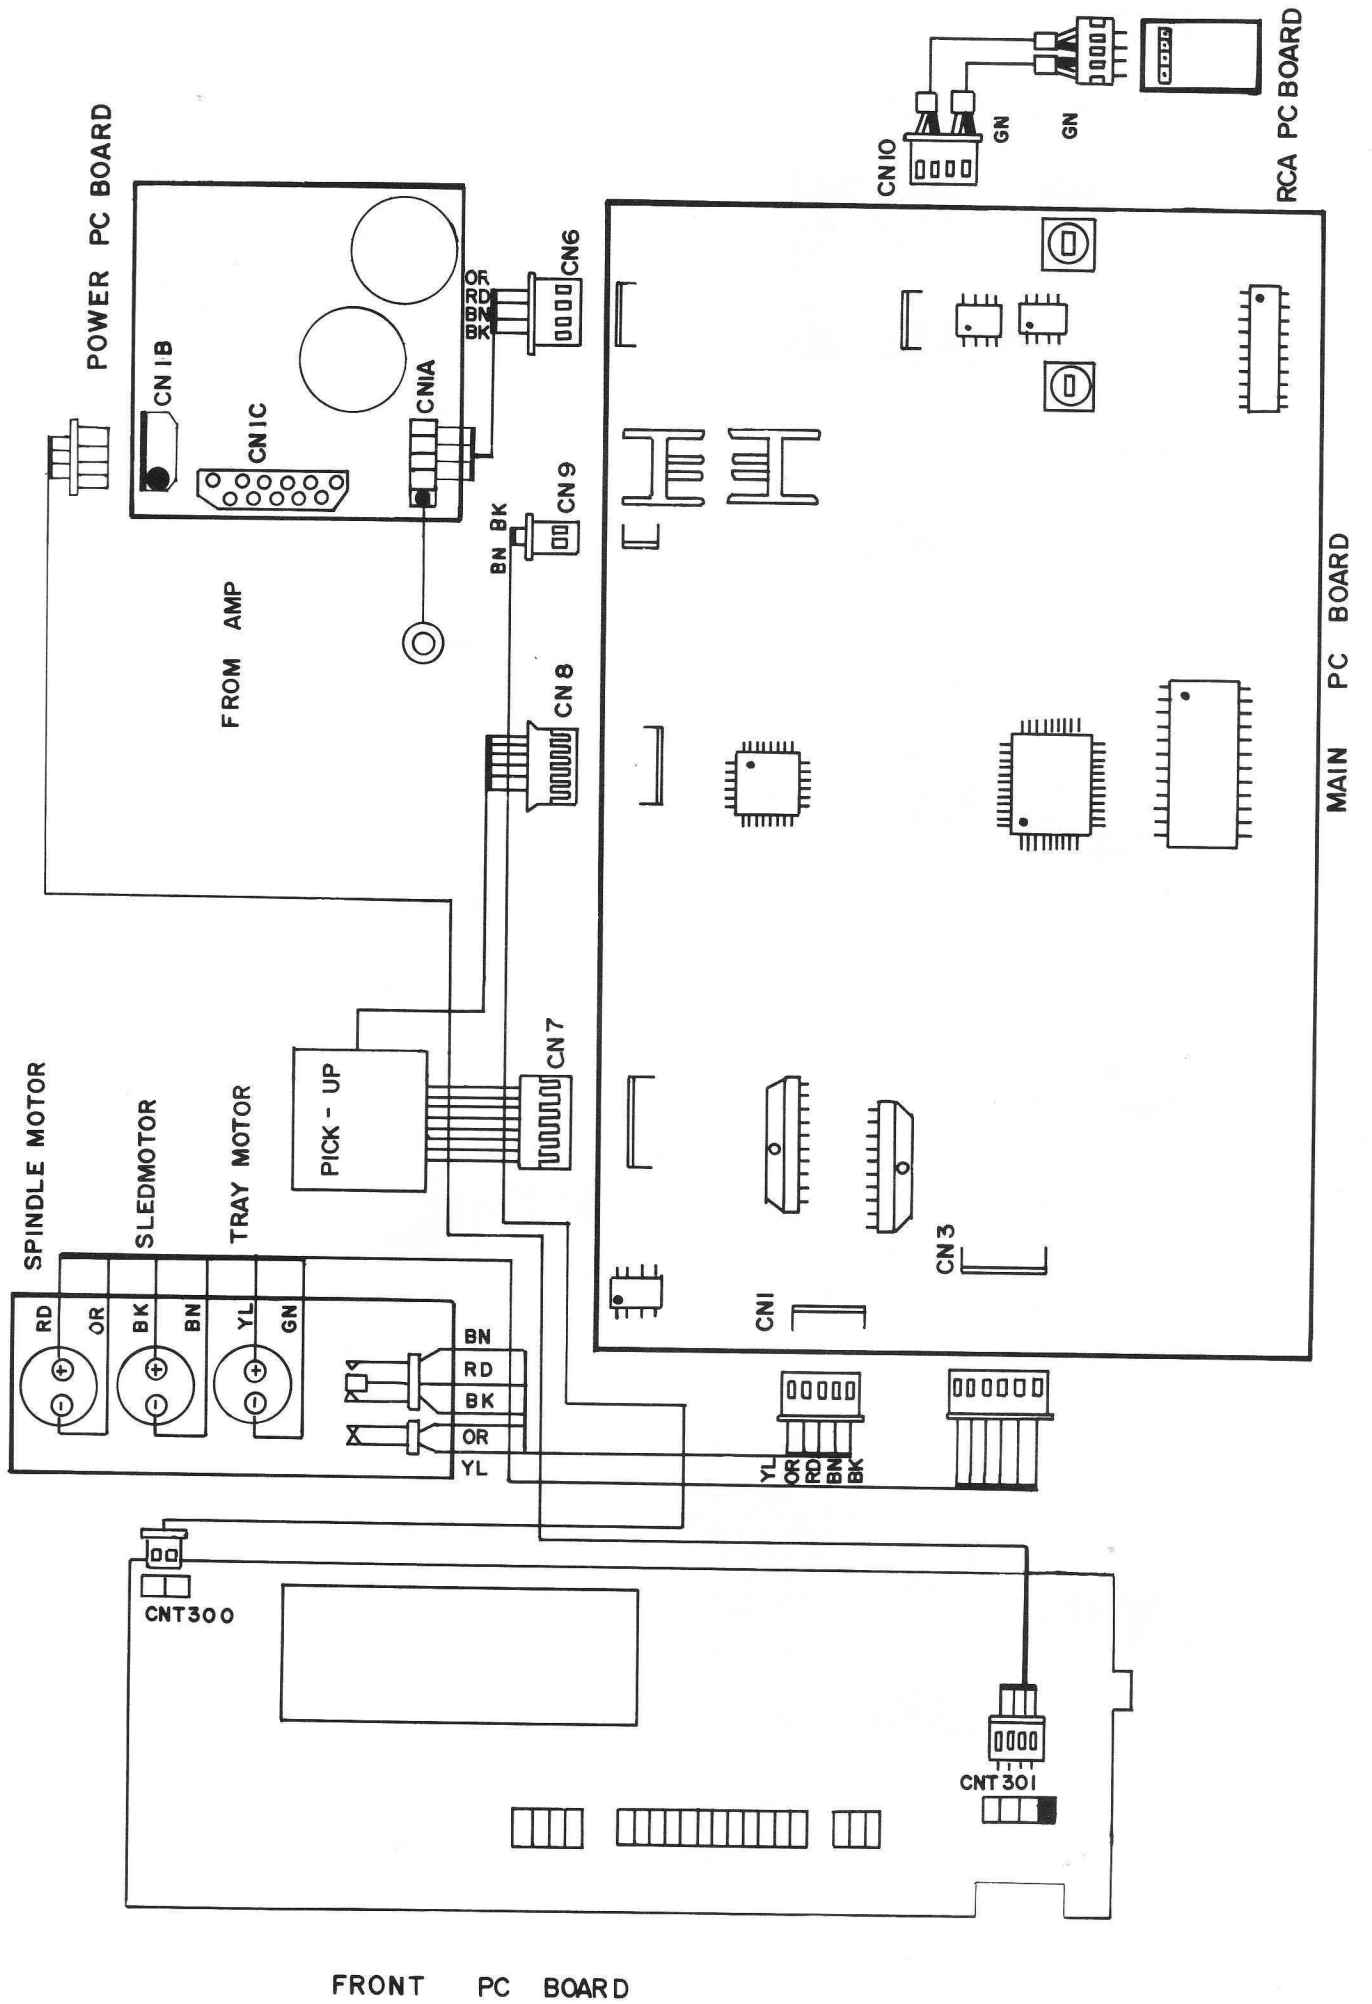 RCA PC BOARD
GN
GN
CN10
POWER PC BOARD
CN1B
CN1C
CN1A
OR
RD
BN
BK
CN6
BN BK
CN9
FROM AMP
CN8
MAIN PC BOARD
PICK - UP
CN7
SPINDLE MOTOR
SLEDMOTOR
TRAY MOTOR
RD
OR
BK
BN
YL
GN
+
+
+
-
-
-
BN
RD
BK
OR
YL
CN3
CN1
YL
OR
RD
BN
BK
CNT300
CNT301
FRONT PC BOARD